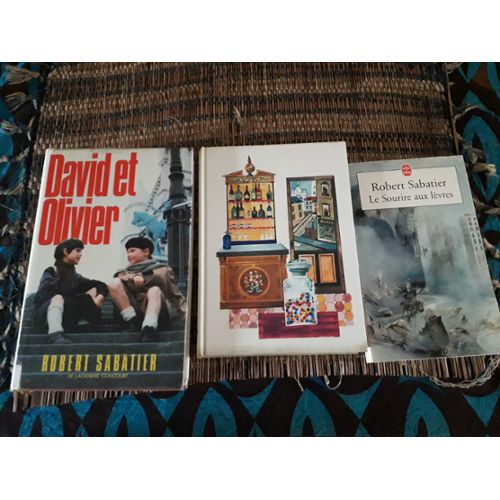 David et
Olivier
ROBERT SABATIER
DE L'ACADÉMIE GONCOURT
Robert Sabatier
Le Sourire aux lèvres